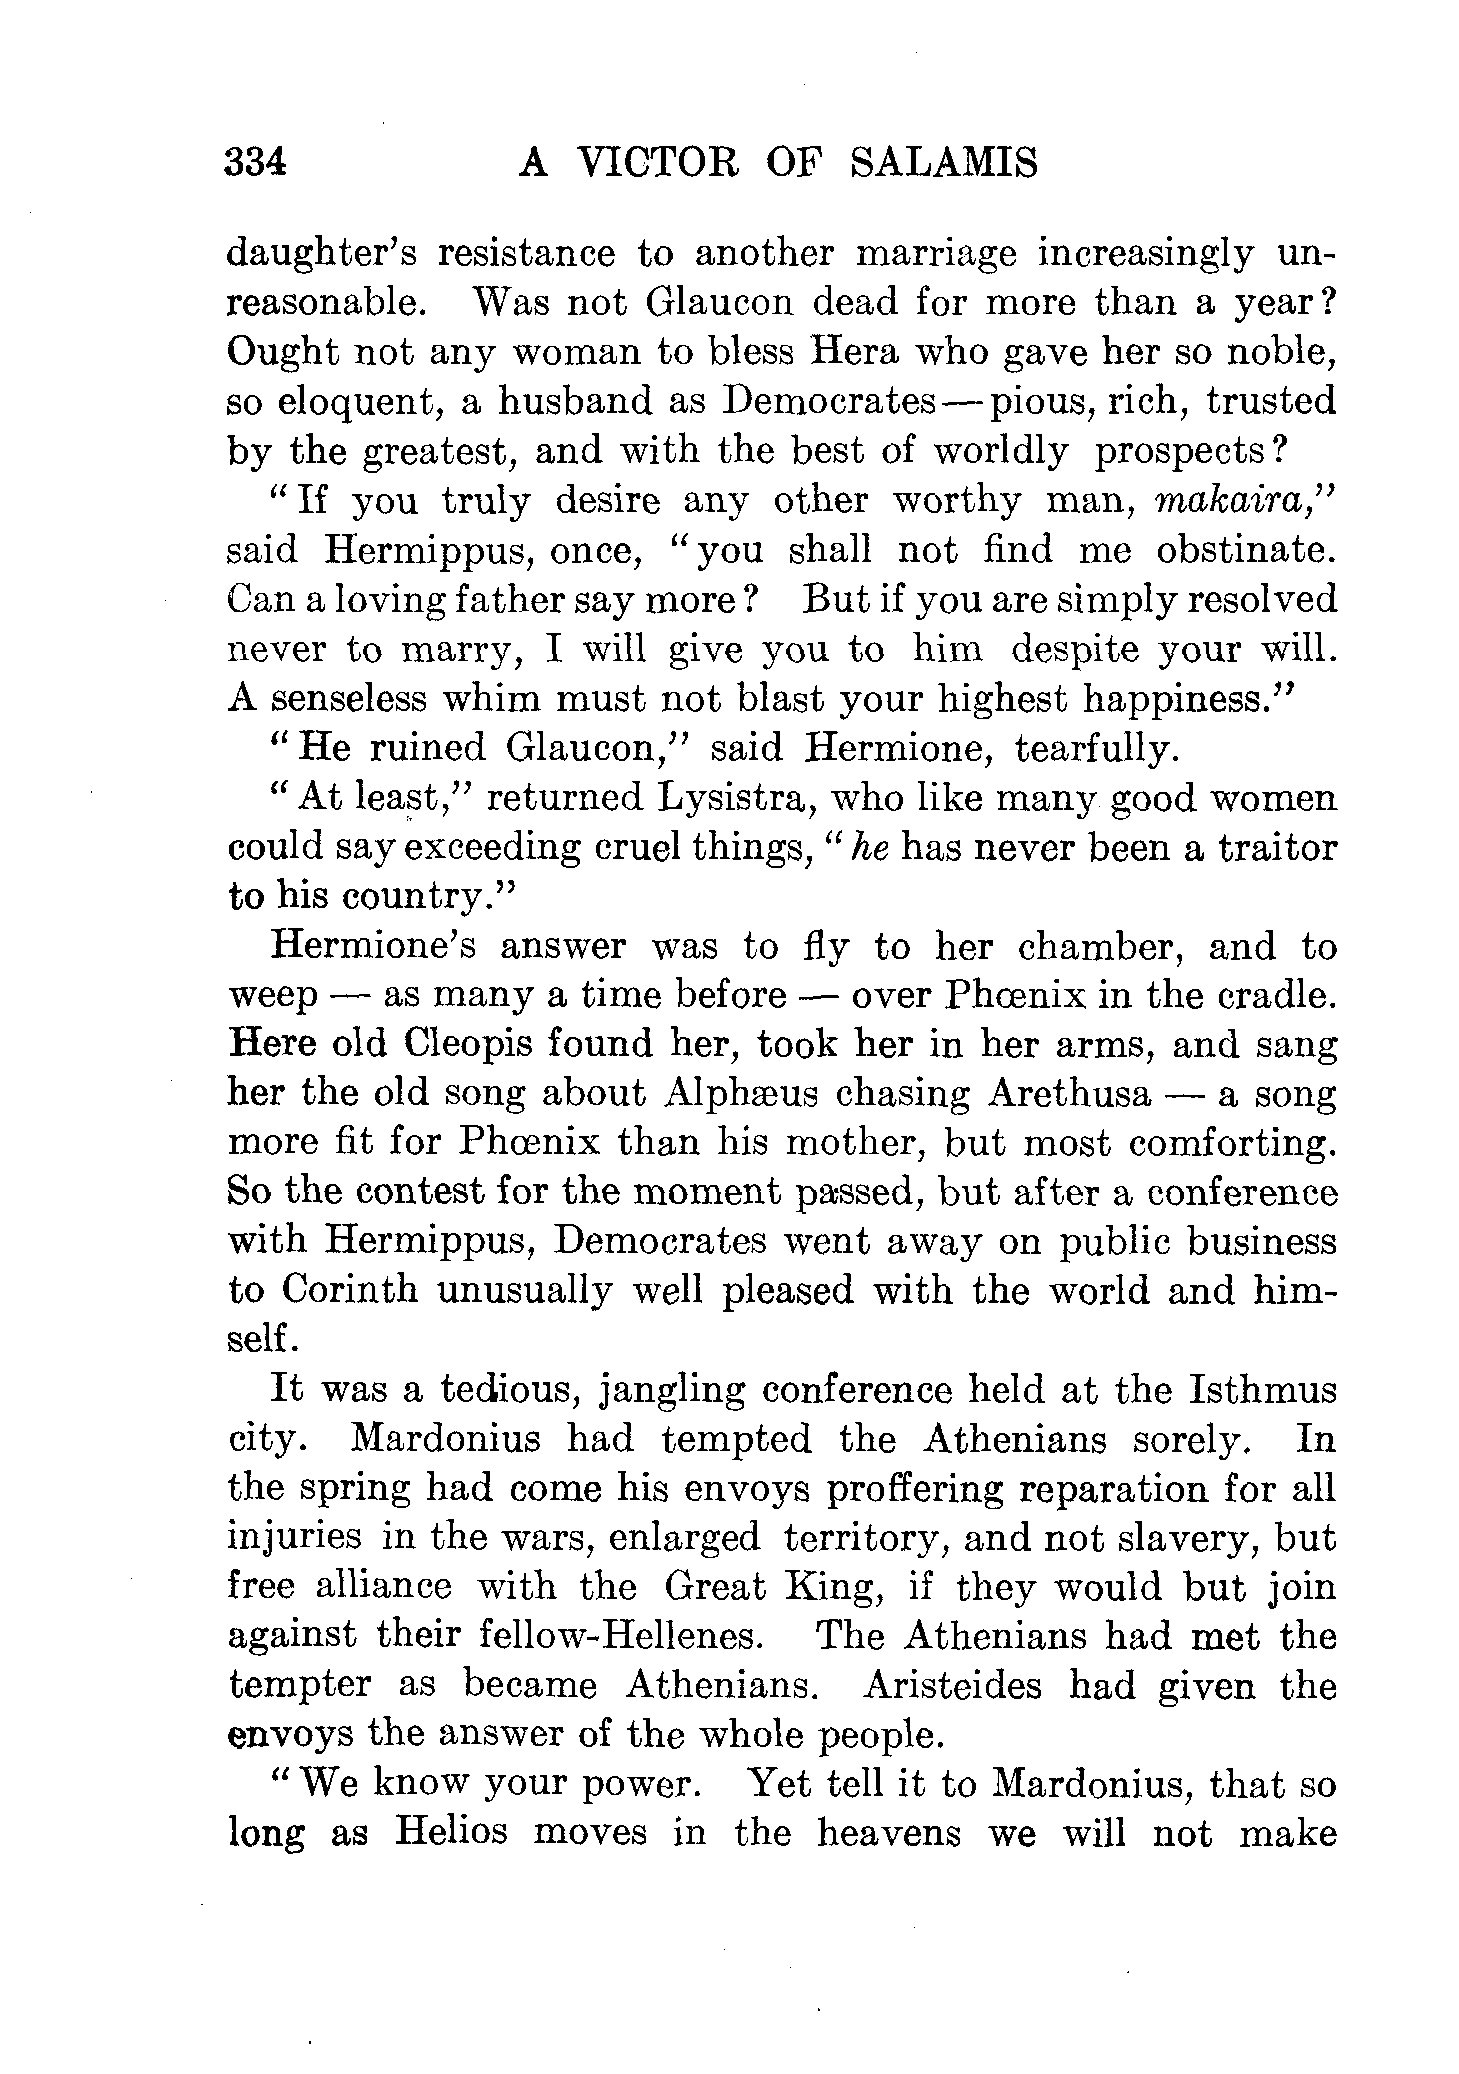 334 A VICTOR OF SALAMIS
daughter's resistance to another marriage increasingly un-
reasonable. Was not Glaucon dead for more than a year?
Ought not any woman to bless Hera who gave her so noble,
so eloquent, a husband as Democrates—pious, rich, trusted
by the greatest, and with the best of worldly prospects?
"If you truly desire any other worthy man, makaira,"
said Hermippus, once, "you shall not find me obstinate.
Can a loving father say more? But if you are simply resolved
never to marry, I will give you to him despite your will.
A senseless whim must not blast your highest happiness."
"He ruined Glaucon," said Hermione, tearfully.
"At least," returned Lysistra, who like many good women
could say exceeding cruel things, "he has never been a traitor
to his country."
Hermione's answer was to fly to her chamber, and to
weep — as many a time before — over Phœnix in the cradle.
Here old Cleopis found her, took her in her arms, and sang
her the old song about Alphæus chasing Arethusa — a song
more fit for Phœnix than his mother, but most comforting.
So the contest for the moment passed, but after a conference
with Hermippus, Democrates went away on public business
to Corinth unusually well pleased with the world and him-
self.
It was a tedious, jangling conference held at the Isthmus
city. Mardonius had tempted the Athenians sorely. In
the spring had come his envoys proffering reparation for all
injuries in the wars, enlarged territory, and not slavery, but
free alliance with the Great King, if they would but join
against their fellow-Hellenes. The Athenians had met the
tempter as became Athenians. Aristeides had given the
envoys the answer of the whole people.
"We know your power. Yet tell it to Mardonius, that so
long as Helios moves in the heavens we will not make